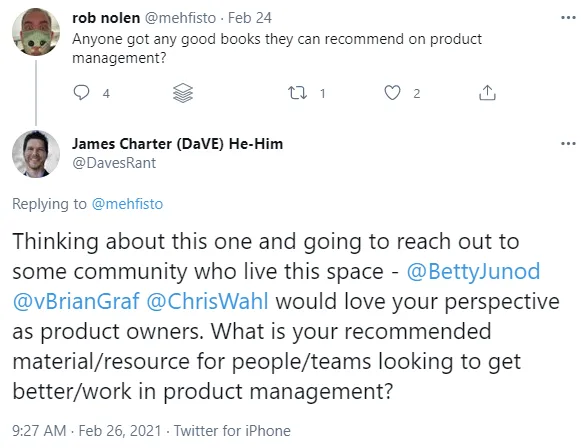 rob nolen @mehfisto · Feb 24
Anyone got any good books they can recommend on product
management?
4 1 2
James Charter (DaVE) He-Him
@DavesRant
Replying to @mehfisto
Thinking about this one and going to reach out to
some community who live this space - @BettyJunod
@vBrianGraf @ChrisWahl would love your perspective
as product owners. What is your recommended
material/resource for people/teams looking to get
better/work in product management?
9:27 AM · Feb 26, 2021 · Twitter for iPhone